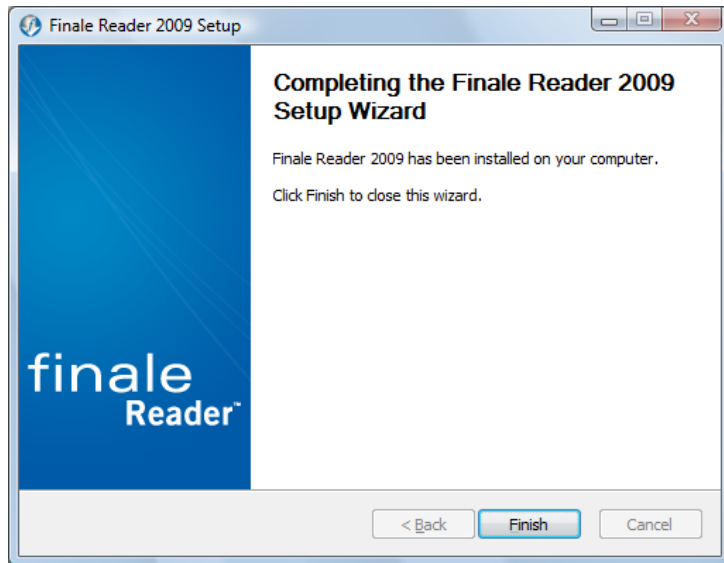 Finale Reader 2009 Setup
Completing the Finale Reader 2009
Setup Wizard
Finale Reader 2009 has been installed on your computer.
Click Finish to close this wizard.
finale
Reader™
< Back
Finish
Cancel